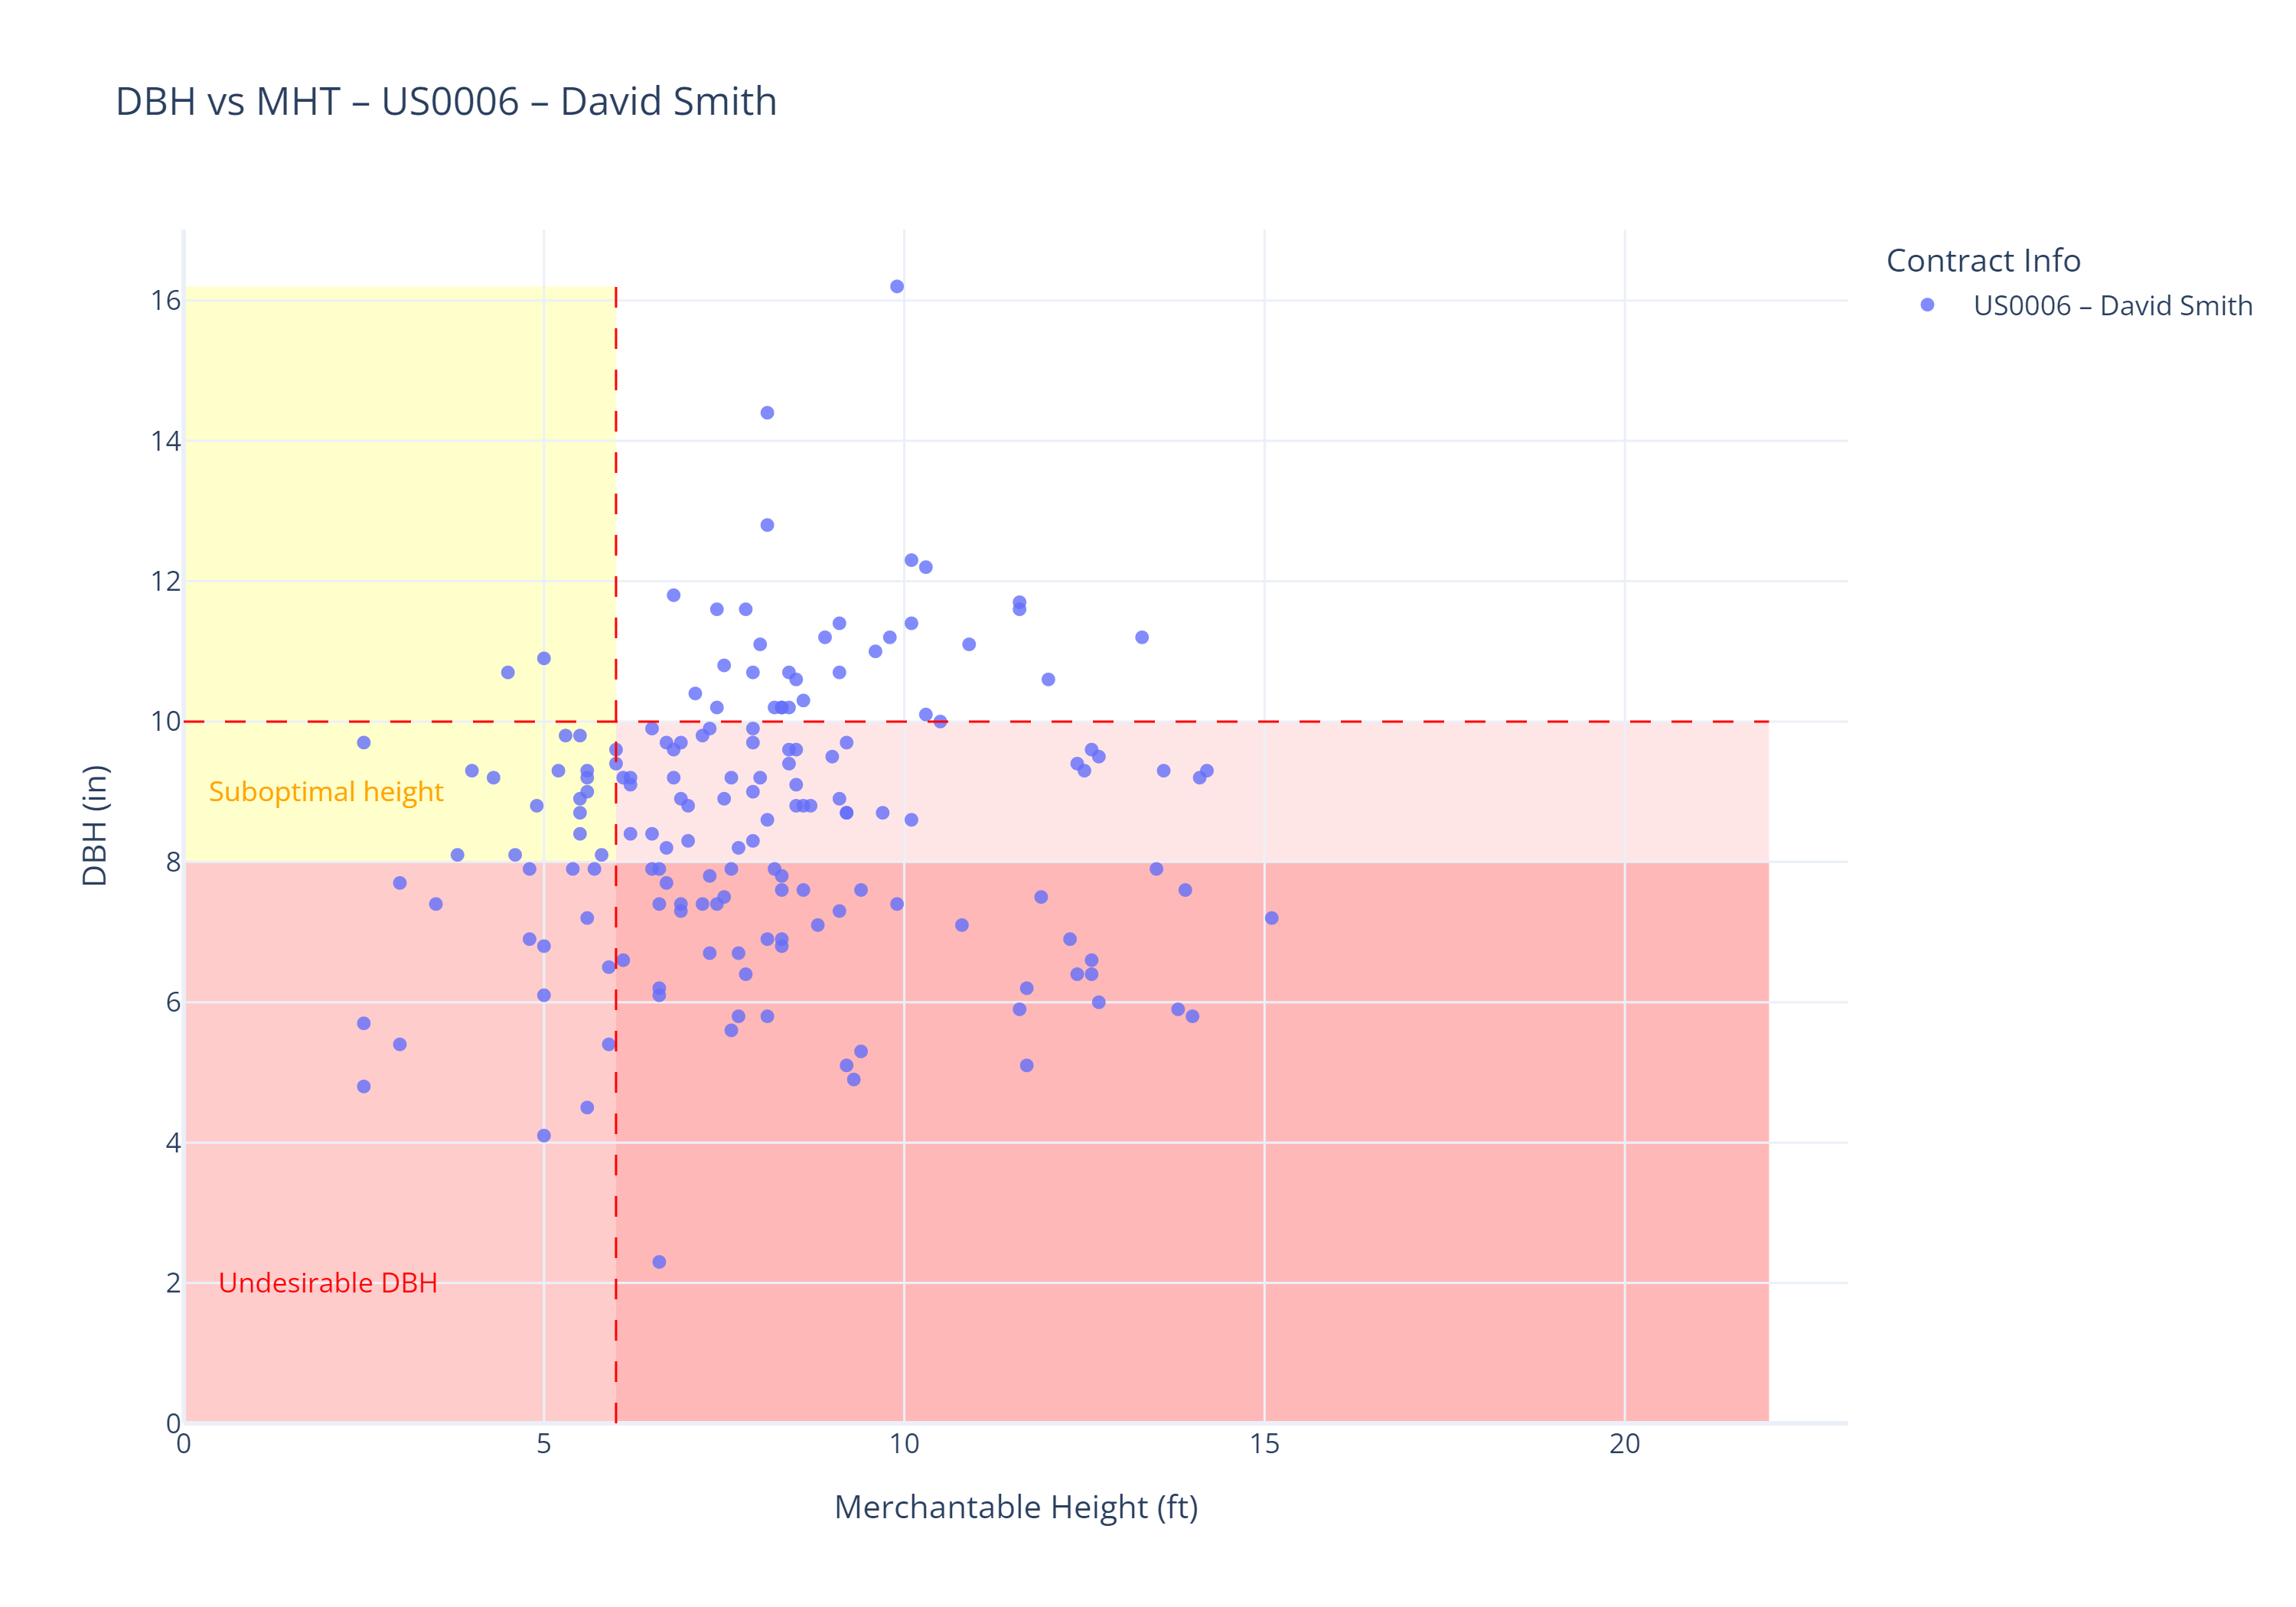 DBH vs MHT – US0006 – David Smith
Contract Info
US0006 – David Smith
16
14
12
10
8
6
4
2
0
DBH (in)
Suboptimal height
Undesirable DBH
0 5 10 15 20
Merchantable Height (ft)